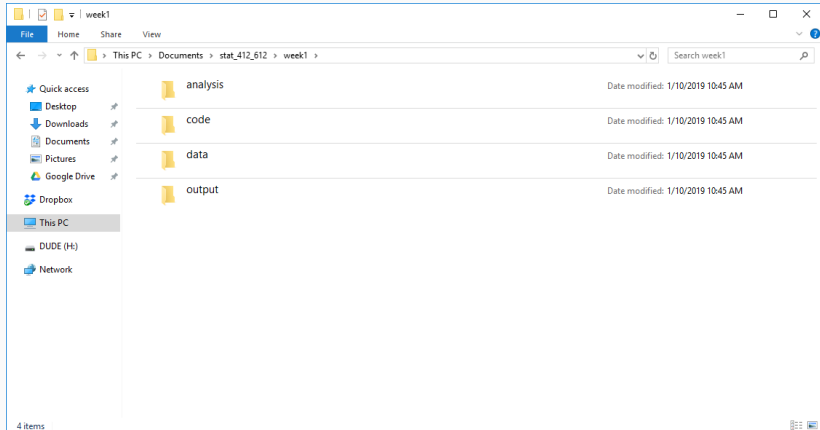 week1
File Home Share View
This PC > Documents > stat_412_612 > week1 >
Search week1
Quick access
Desktop
Downloads
Documents
Pictures
Google Drive
Dropbox
This PC
DUDE (H:)
Network
analysis Date modified: 1/10/2019 10:45 AM
code Date modified: 1/10/2019 10:45 AM
data Date modified: 1/10/2019 10:45 AM
output Date modified: 1/10/2019 10:45 AM
4 items